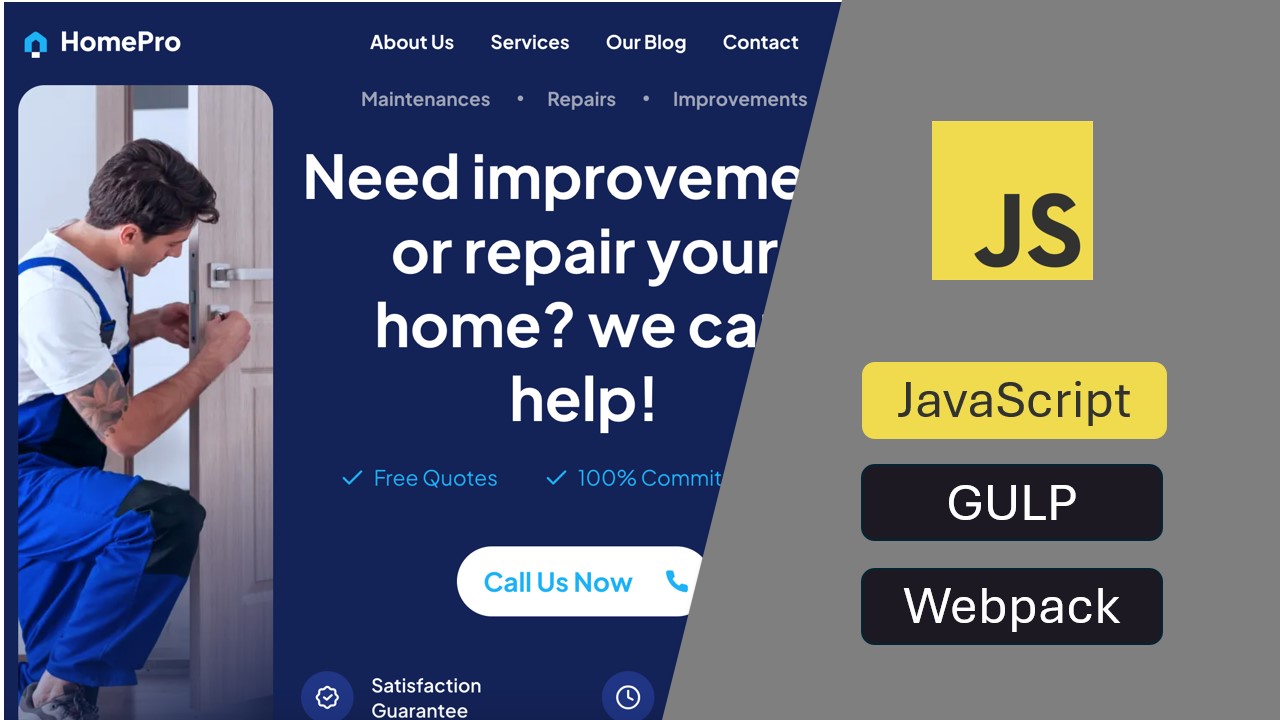 HomePro
About Us Services Our Blog Contact
Maintenances • Repairs • Improvements
Need improveme
or repair your
home? we ca
help!
Free Quotes 100% Commit
Call Us Now
Satisfaction
Guarantee
JS
JavaScript
GULP
Webpack